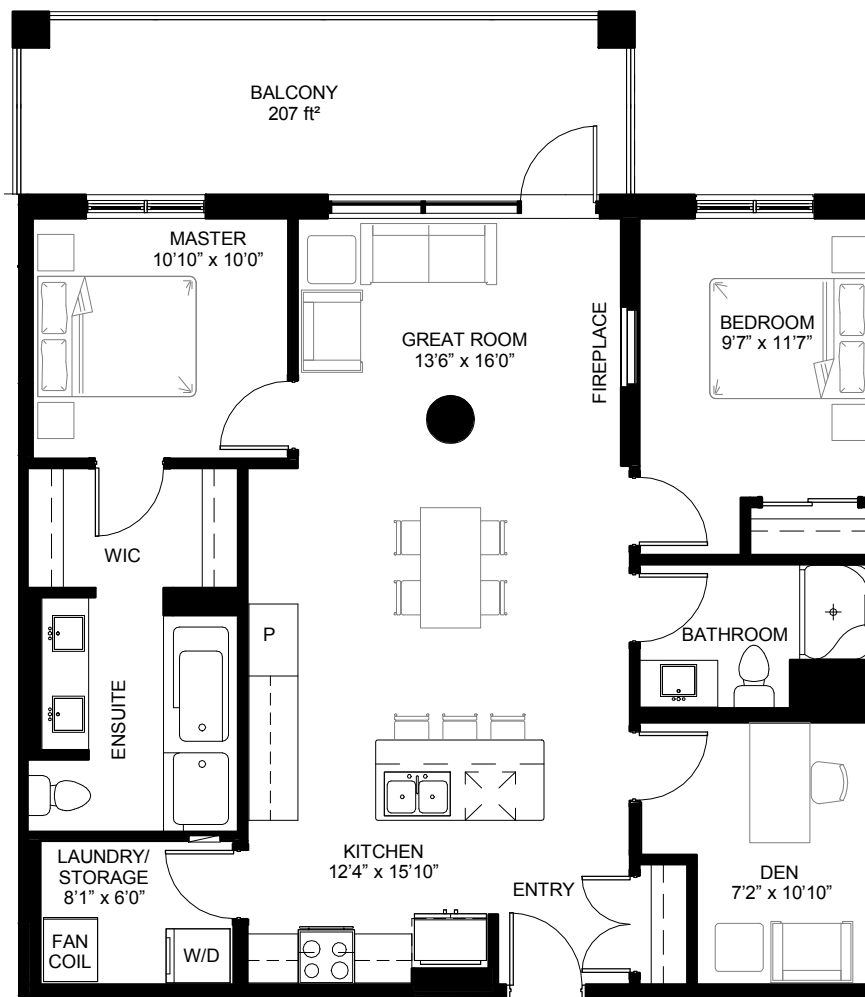 BALCONY
207 ft²
MASTER
10'10" x 10'0"
GREAT ROOM
13'6" x 16'0"
FIREPLACE
BEDROOM
9'7" x 11'7"
WIC
P
BATHROOM
ENSUITE
LAUNDRY/
STORAGE
8'1" x 6'0"
KITCHEN
12'4" x 15'10"
ENTRY
DEN
7'2" x 10'10"
FAN
COIL
W/D